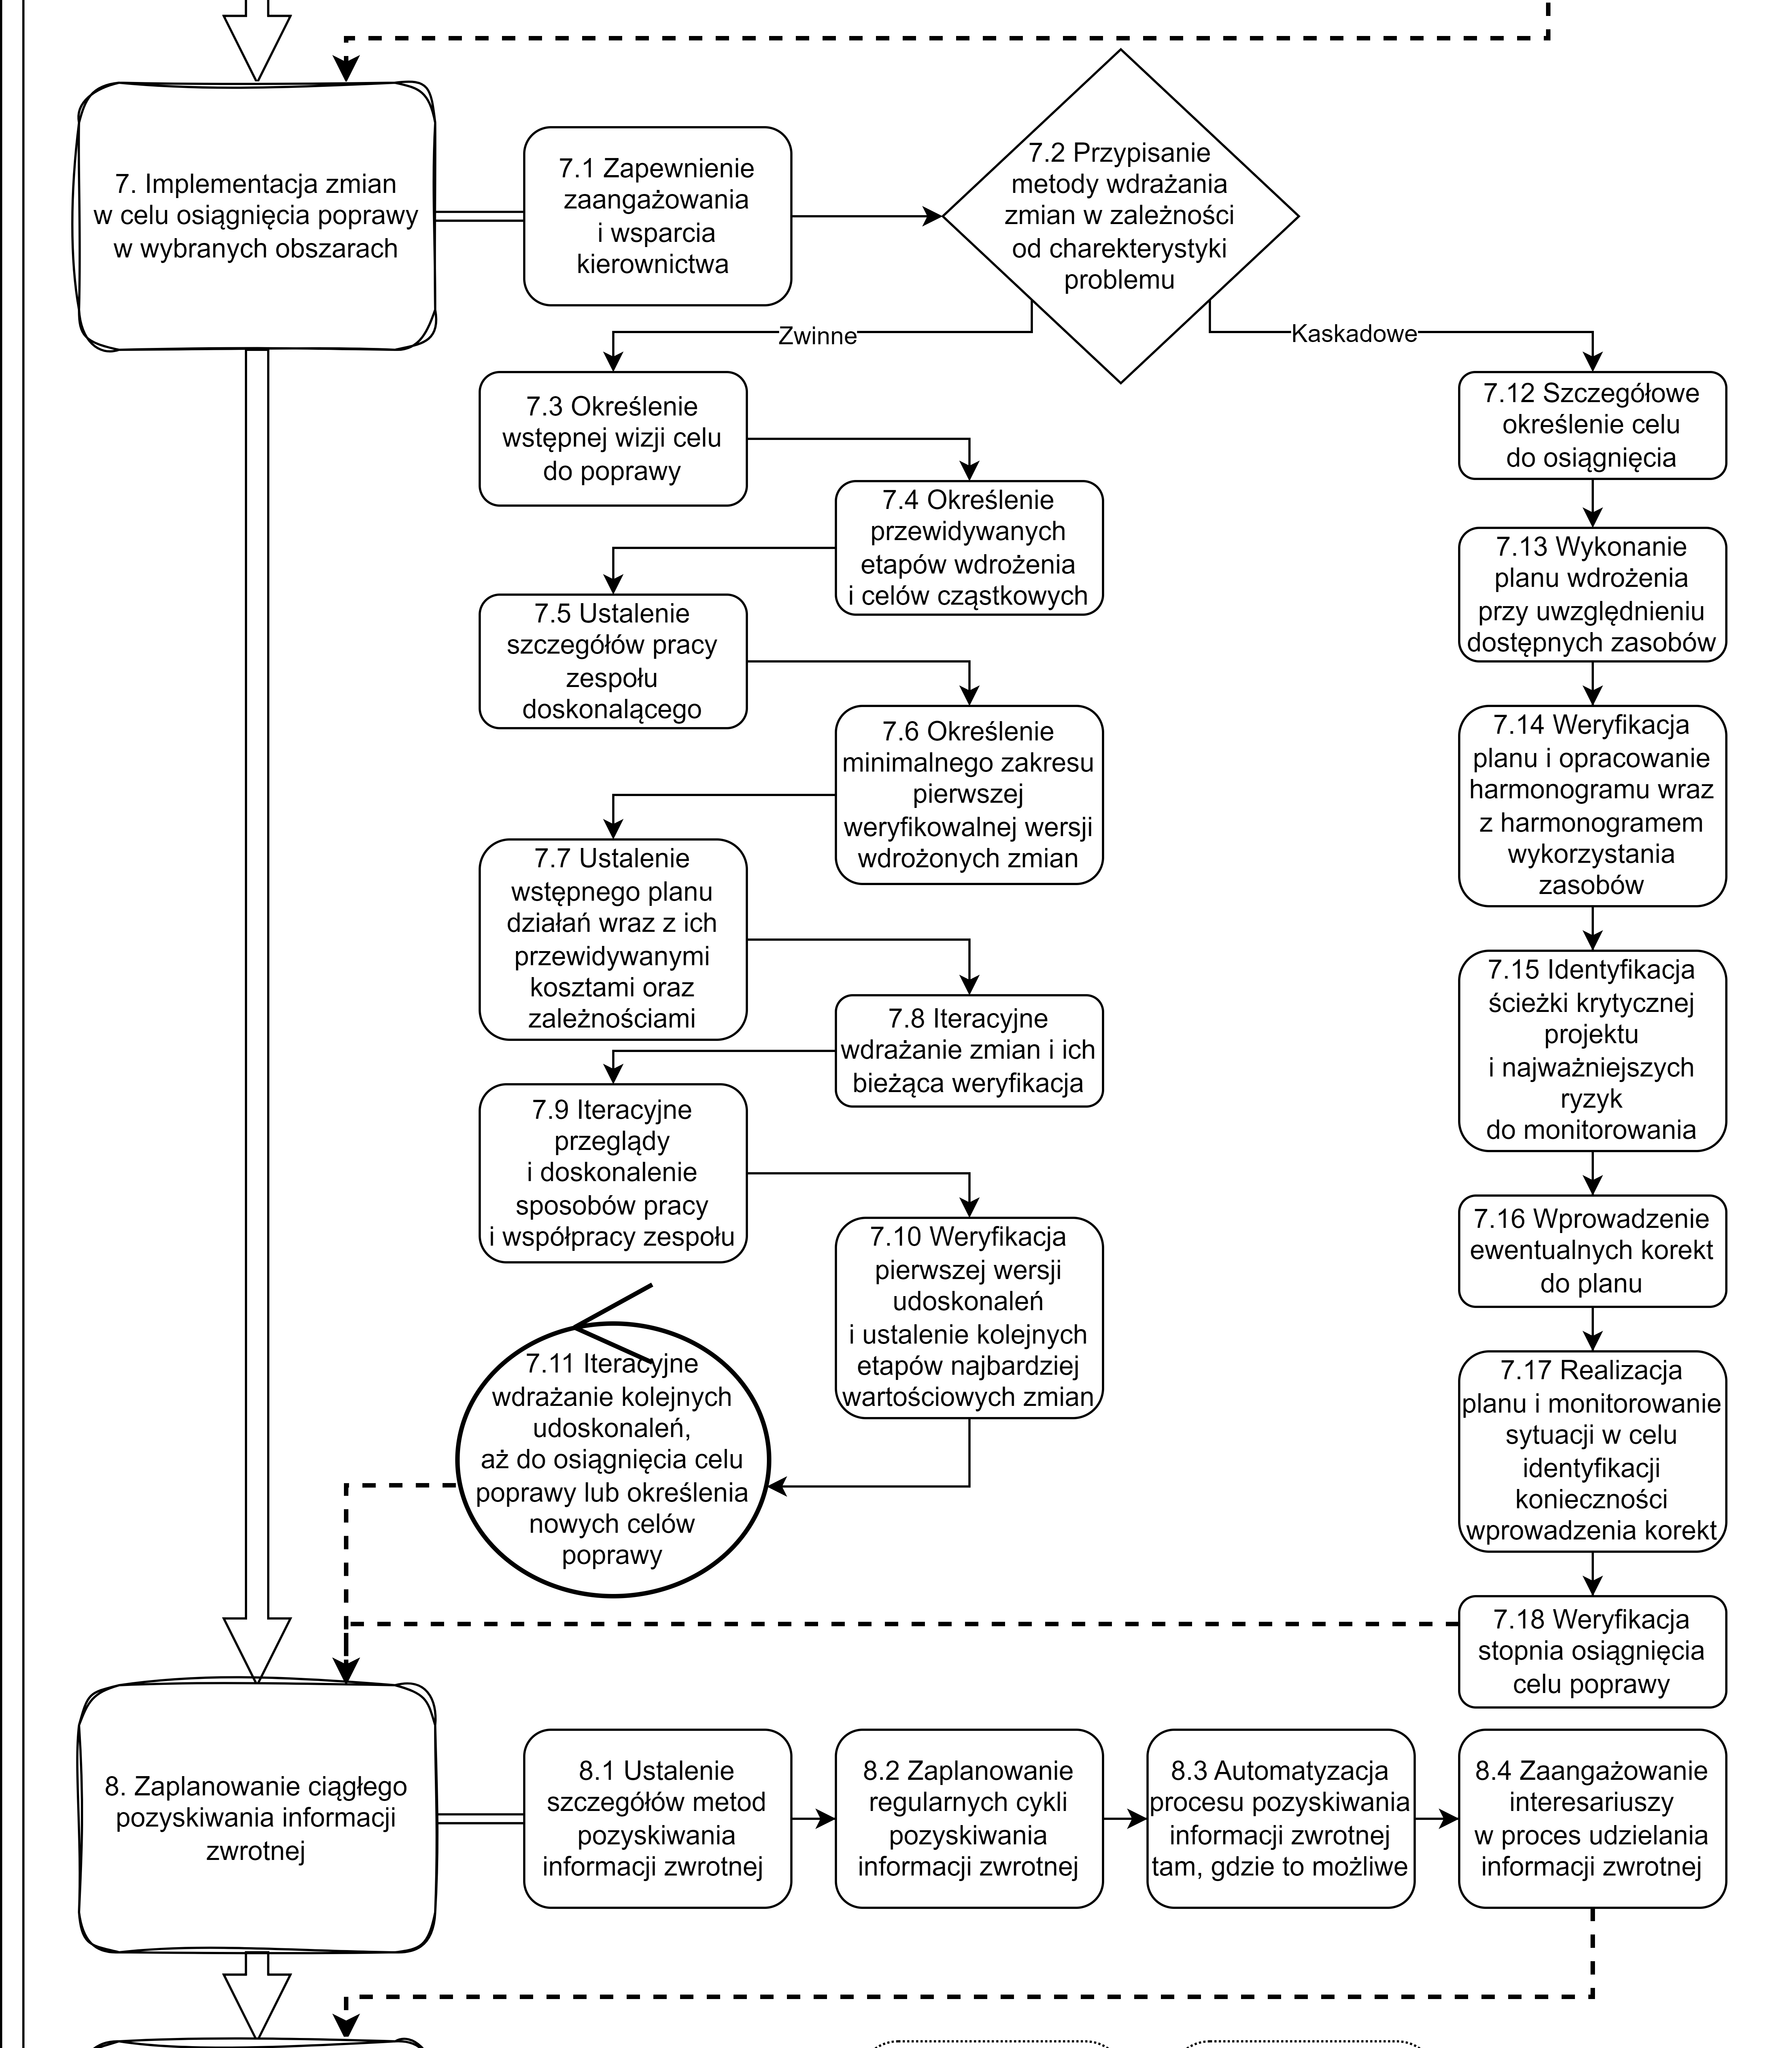 7. Implementacja zmian
w celu osiągnięcia poprawy
w wybranych obszarach
7.1 Zapewnienie
zaangażowania
i wsparcia
kierownictwa
7.2 Przypisanie
metody wdrażania
zmian w zależności
od charekterystyki
problemu
Zwinne
Kaskadowe
7.3 Określenie
wstępnej wizji celu
do poprawy
7.4 Określenie
przewidywanych
etapów wdrożenia
i celów cząstkowych
7.5 Ustalenie
szczegółów pracy
zespołu
doskonalącego
7.6 Określenie
minimalnego zakresu
pierwszej
weryfikowalnej wersji
wdrożonych zmian
7.7 Ustalenie
wstępnego planu
działań wraz z ich
przewidywanymi
kosztami oraz
zależnościami
7.8 Iteracyjne
wdrażanie zmian i ich
bieżąca weryfikacja
7.9 Iteracyjne
przeglądy
i doskonalenie
sposobów pracy
i współpracy zespołu
7.10 Weryfikacja
pierwszej wersji
udoskonaleń
i ustalenie kolejnych
etapów najbardziej
wartościowych zmian
7.11 Iteracyjne
wdrażanie kolejnych
udoskonaleń,
aż do osiągnięcia celu
poprawy lub określenia
nowych celów
poprawy
7.12 Szczegółowe
określenie celu
do osiągnięcia
7.13 Wykonanie
planu wdrożenia
przy uwzględnieniu
dostępnych zasobów
7.14 Weryfikacja
planu i opracowanie
harmonogramu wraz
z harmonogramem
wykorzystania
zasobów
7.15 Identyfikacja
ścieżki krytycznej
projektu
i najważniejszych
ryzyk
do monitorowania
7.16 Wprowadzenie
ewentualnych korekt
do planu
7.17 Realizacja
planu i monitorowanie
sytuacji w celu
identyfikacji
konieczności
wprowadzenia korekt
7.18 Weryfikacja
stopnia osiągnięcia
celu poprawy
8. Zaplanowanie ciągłego
pozyskiwania informacji
zwrotnej
8.1 Ustalenie
szczegółów metod
pozyskiwania
informacji zwrotnej
8.2 Zaplanowanie
regularnych cykli
pozyskiwania
informacji zwrotnej
8.3 Automatyzacja
procesu pozyskiwania
informacji zwrotnej
tam, gdzie to możliwe
8.4 Zaangażowanie
interesariuszy
w proces udzielania
informacji zwrotnej